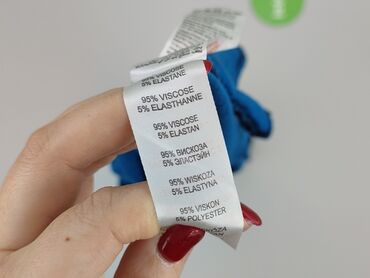 95% VISCOSE
5% ELASTANE
95% VISCOSE
5% ELASTHANNE
95% VISCOSE
5% ELASTAN
95% ВИСКОЗА
5% ЭЛАСТЭЙН
95% WISKOZA
5% ELASTYNA
95% VISKON
5% POLYESTER